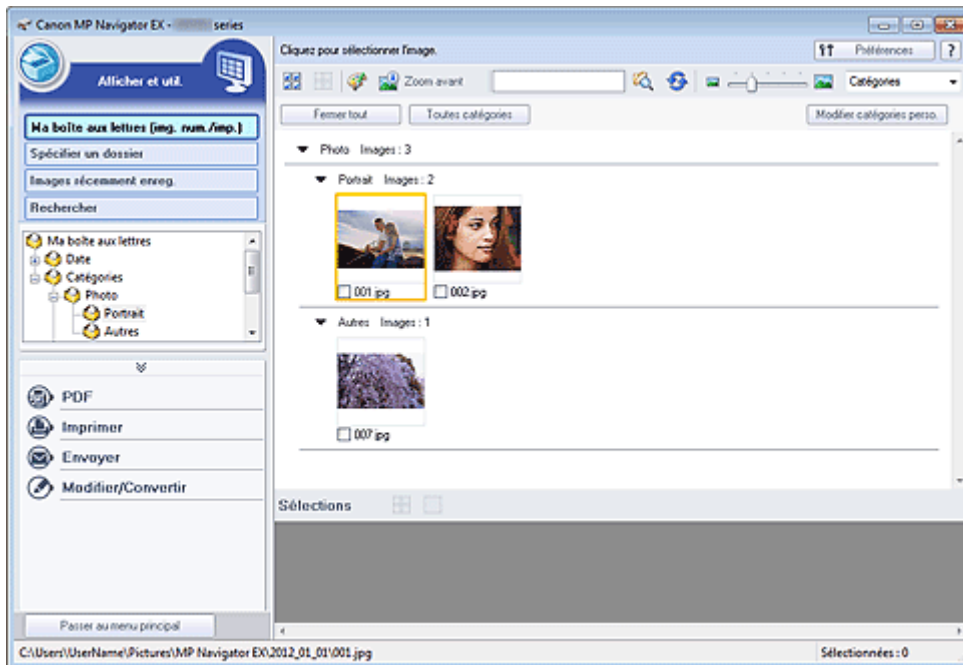 Canon MP Navigator EX - series
Cliquez pour sélectionner l'image.
Préférences
?
Afficher et util.
Zoom avant
Catégories
Fermer tout
Toutes catégories
Modifier catégories perso.
Ma boîte aux lettres (img. num./imp.)
Spécifier un dossier
Images récemment enreg.
Rechercher
Ma boîte aux lettres
Date
Catégories
Photo
Portrait
Autres
Photo Images : 3
Portrait Images : 2
001.jpg
002.jpg
Autres Images : 1
007.jpg
PDF
Imprimer
Envoyer
Modifier/Convertir
Sélections
Passer au menu principal
C:\Users\UserName\Pictures\MP Navigator EX\2012_01_01\001.jpg
Sélectionnées : 0